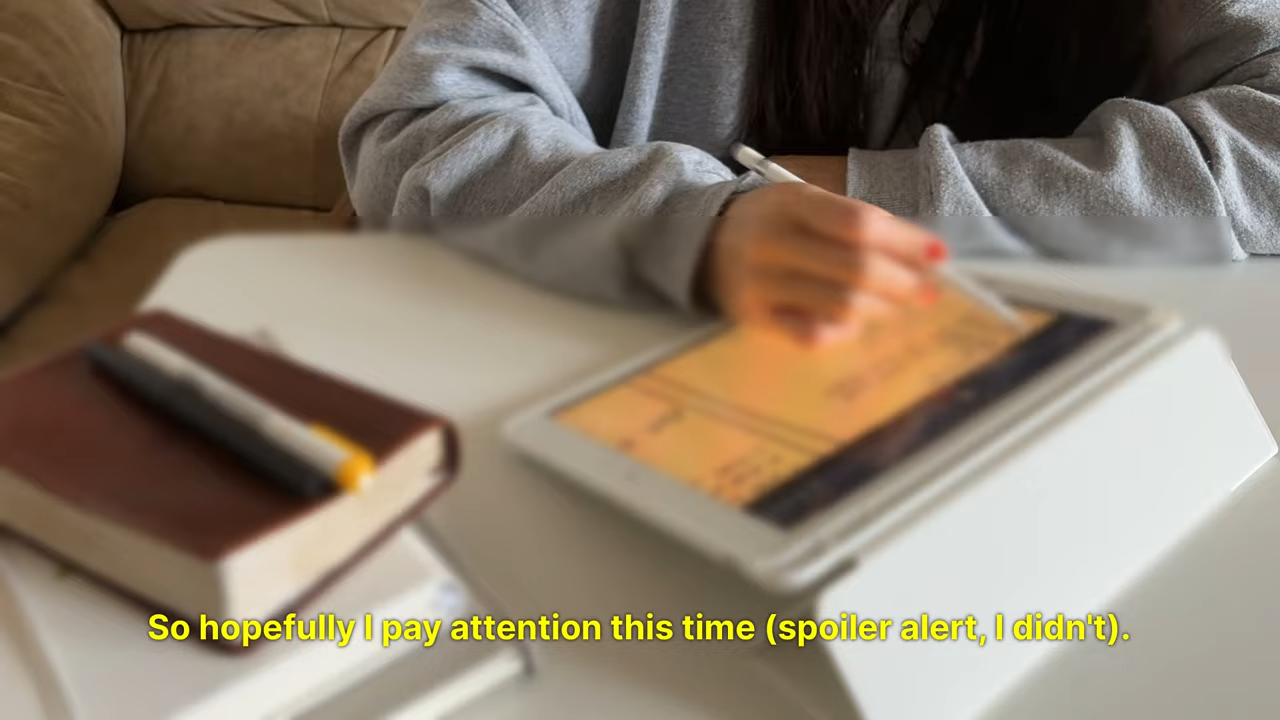 So hopefully I pay attention this time (spoiler alert, I didn't).